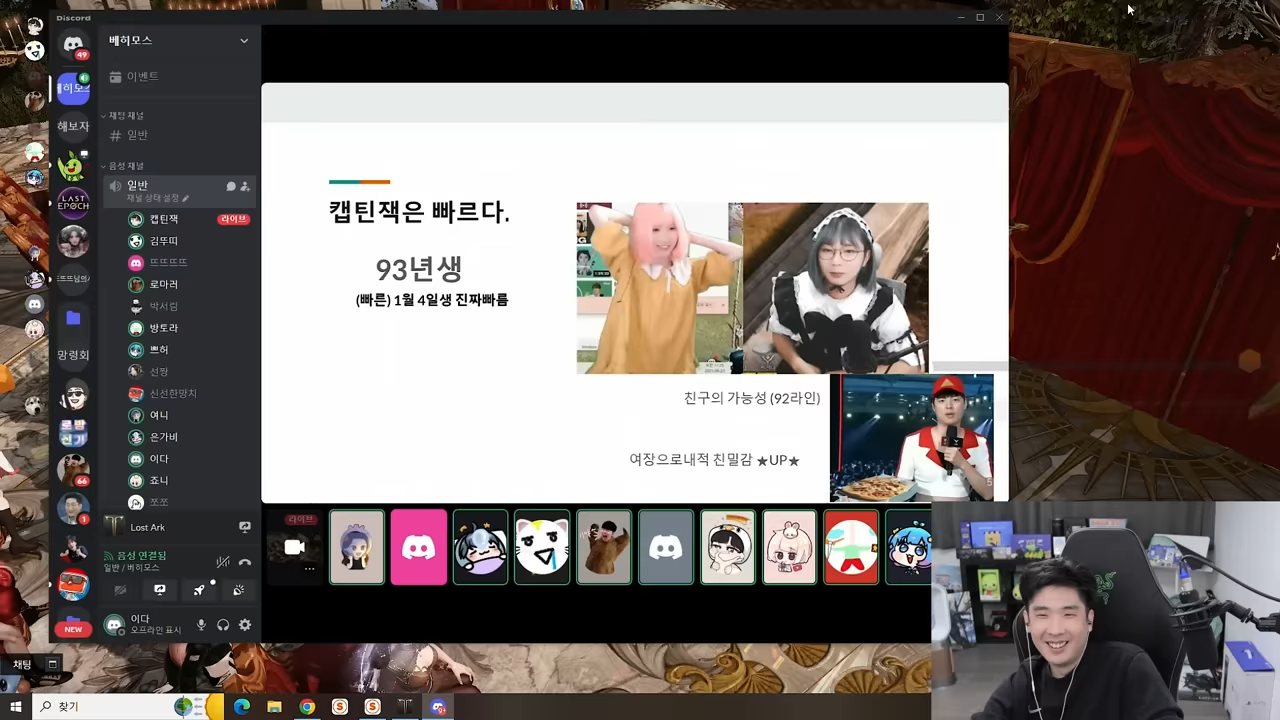 Discord
베히모스
49
이벤트
채팅 채널
해보자
일반
음성 채널
일반
채널 상태 설정
LAST
EPOCH
캡틴잭
라이브
김뚜띠
뜨뜨뜨뜨
로마러
박서림
방토라
쁘허
선짱
신선한망치
여니
은가비
이다
죠니
쪼쪼
망령회
66
1
Lost Ark
음성 연결됨
일반 / 베히모스
NEW
이다
오프라인 표시
캡틴잭은 빠르다.
93년생
(빠른) 1월 4일생 진짜빠름
친구의 가능성 (92라인)
여장으로내적 친밀감 ★UP★
라이브
채팅
찾기